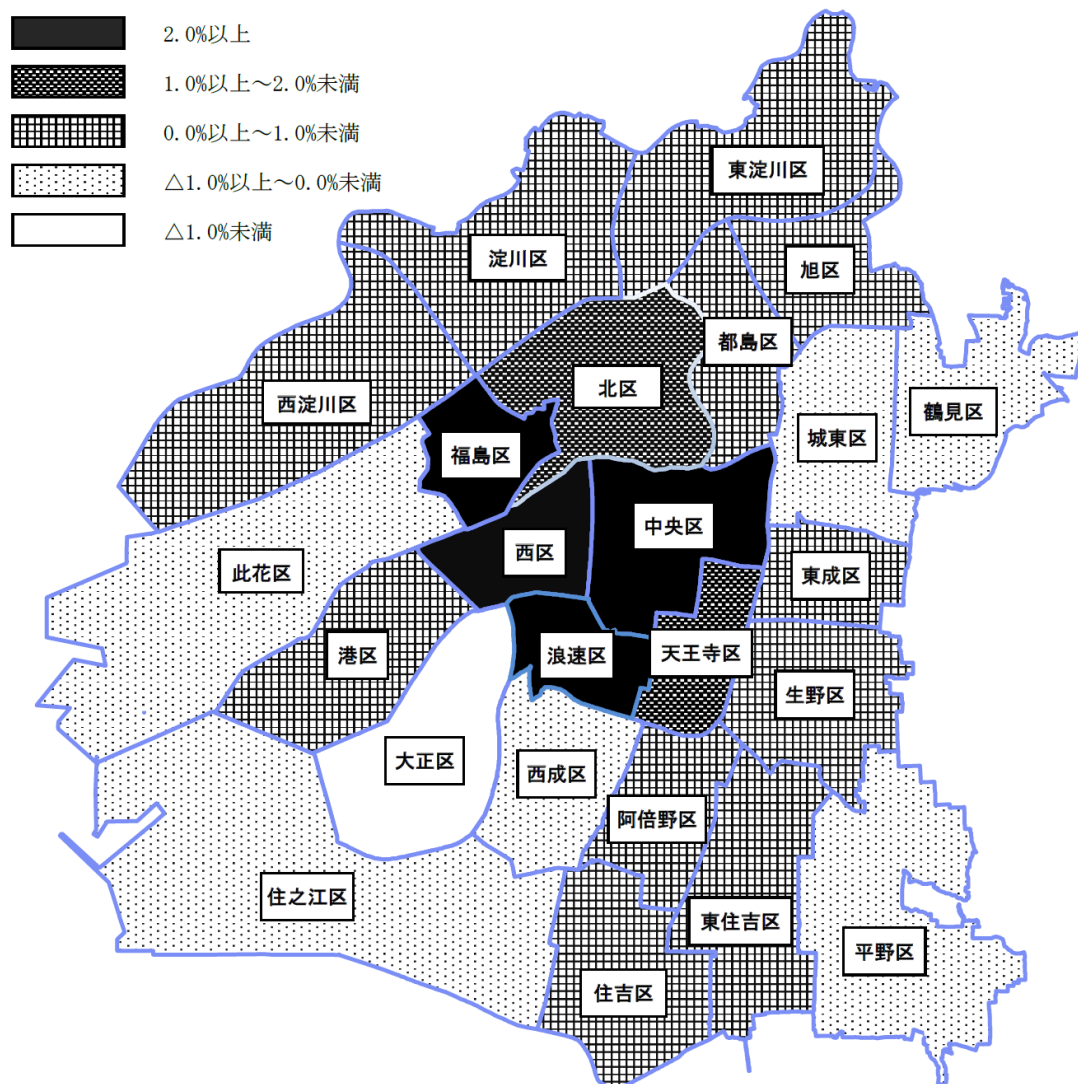 2.0%以上
1.0%以上～2.0%未満
0.0%以上～1.0%未満
△1.0%以上～0.0%未満
△1.0%未満
東淀川区
淀川区
旭区
都島区
北区
西淀川区
鶴見区
城東区
福島区
中央区
西区
此花区
東成区
港区
浪速区
天王寺区
生野区
大正区
西成区
阿倍野区
住之江区
東住吉区
平野区
住吉区